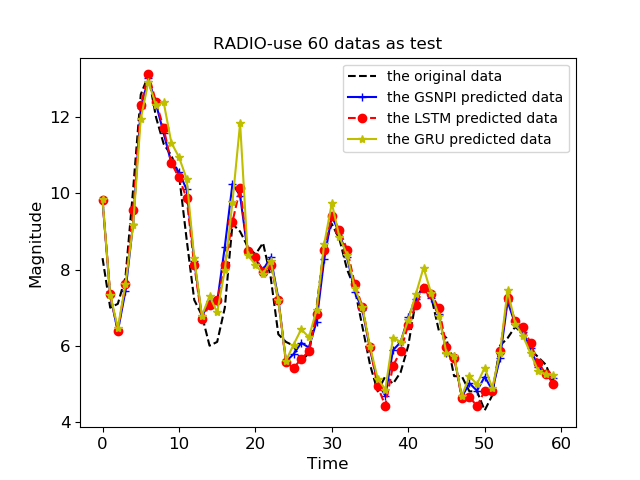 RADIO-use 60 datas as test
the original data
the GSNPI predicted data
the LSTM predicted data
the GRU predicted data
12
10
8
6
4
Magnitude
0 10 20 30 40 50 60
Time